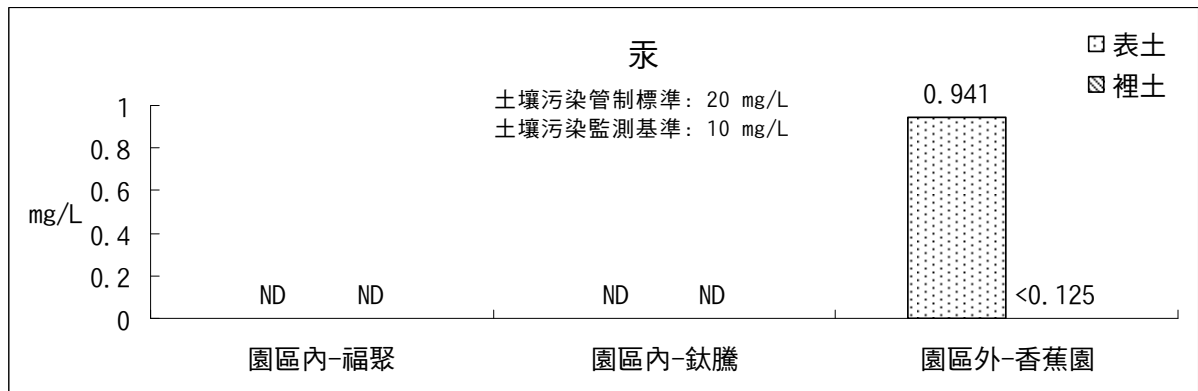 汞
土壤污染管制標準: 20 mg/L
土壤污染監測基準: 10 mg/L
表土
裡土
mg/L
1
0.8
0.6
0.4
0.2
0
ND
ND
ND
ND
0.941
<0.125
園區內-福聚
園區內-鈦騰
園區外-香蕉園